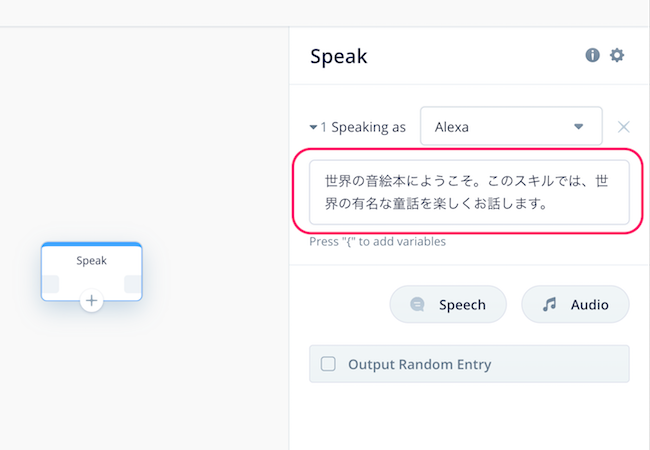 Speak
1 Speaking as
Alexa
世界の音絵本にようこそ。このスキルでは、世
界の有名な童話を楽しくお話します。
Press "{" to add variables
Speak
Speech
Audio
Output Random Entry